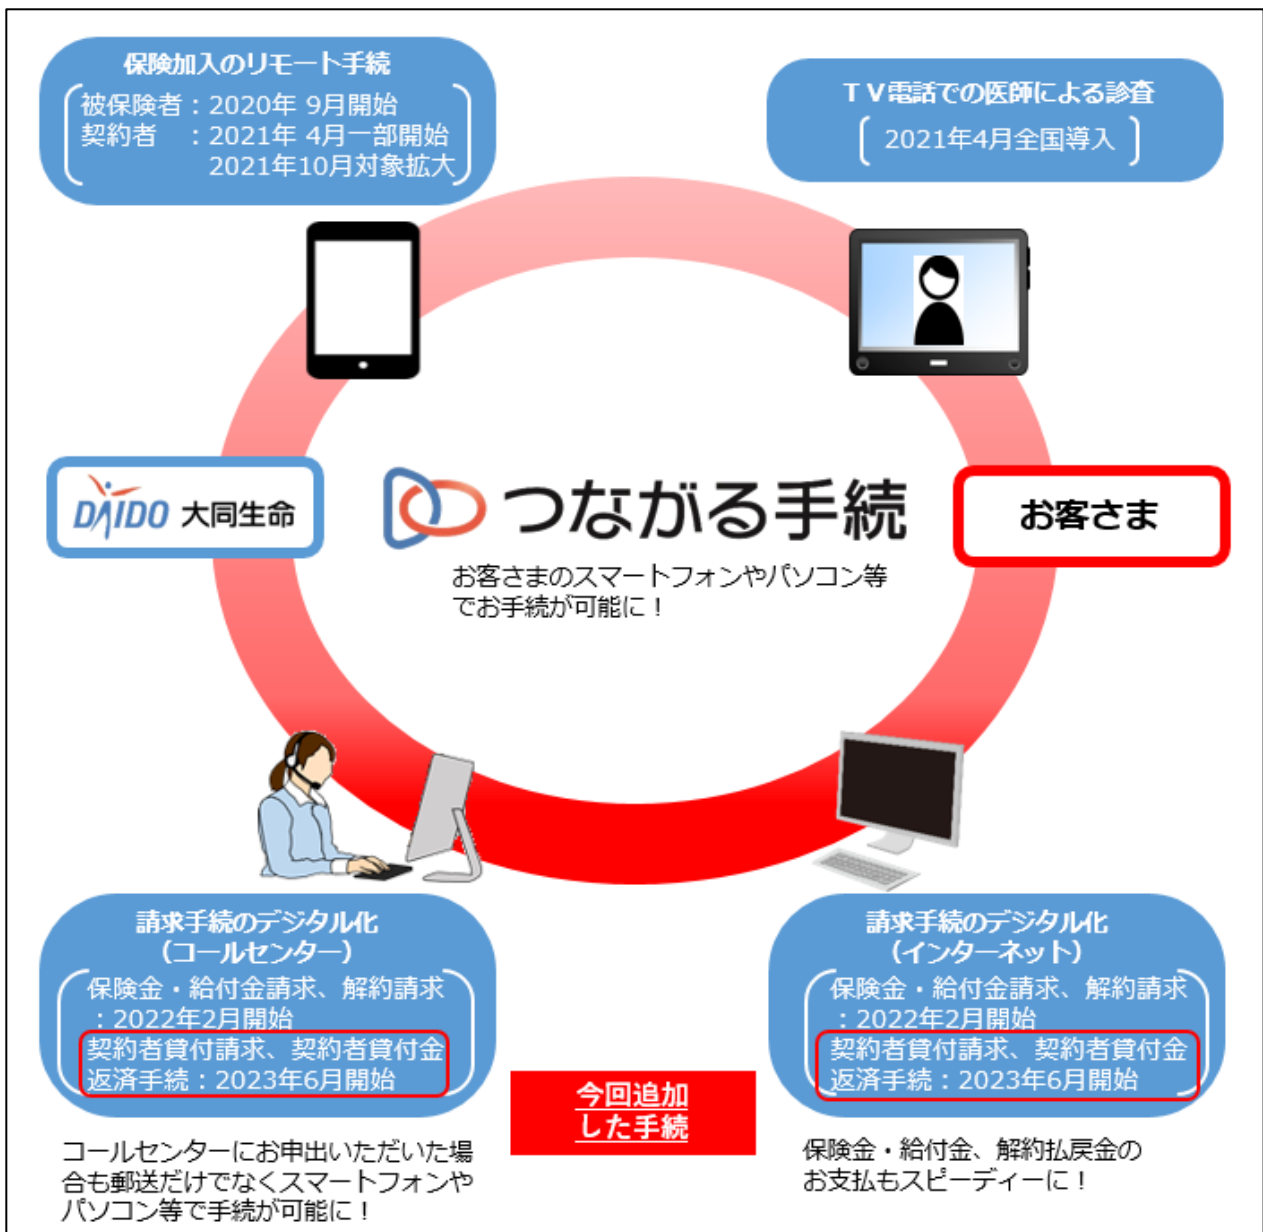 保険加入のリモート手続
被保険者：2020年 9月開始
契約者　：2021年 4月一部開始
2021年10月対象拡大
ＴＶ電話での医師による診査
2021年4月全国導入
DAIDO 大同生命
つながる手続
お客さま
お客さまのスマートフォンやパソコン等
でお手続が可能に！
請求手続のデジタル化
（コールセンター）
保険金・給付金請求、解約請求
：2022年2月開始
契約者貸付請求、契約者貸付金
返済手続：2023年6月開始
請求手続のデジタル化
（インターネット）
保険金・給付金請求、解約請求
：2022年2月開始
契約者貸付請求、契約者貸付金
返済手続：2023年6月開始
今回追加
した手続
コールセンターにお申出いただいた場
合も郵送だけでなくスマートフォンや
パソコン等で手続が可能に！
保険金・給付金、解約払戻金の
お支払もスピーディーに！